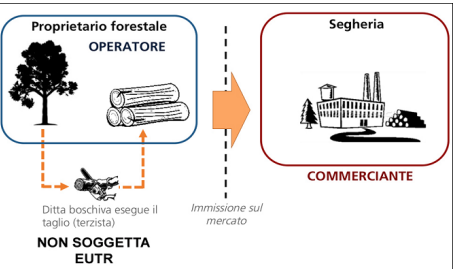 Proprietario forestale
OPERATORE
Segheria
COMMERCIANTE
Ditta boschiva esegue il
taglio (terzista)
Immissione sul
mercato
NON SOGGETTA
EUTR